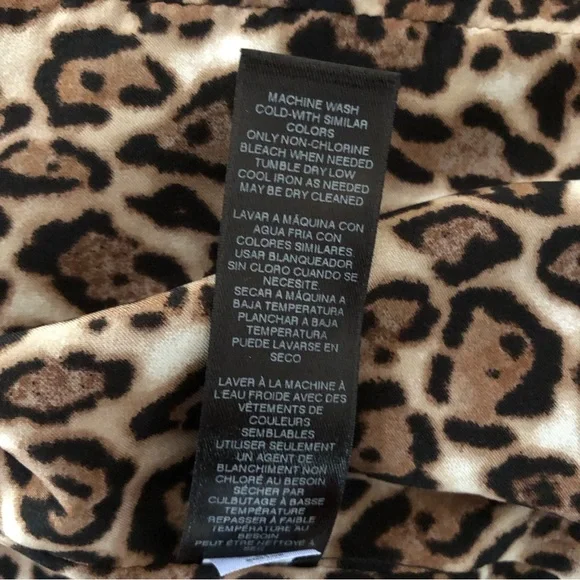 MACHINE WASH
COLD-WITH SIMILAR
COLORS
ONLY NON-CHLORINE
BLEACH WHEN NEEDED
TUMBLE DRY LOW
COOL IRON AS NEEDED
MAY BE DRY CLEANED
LAVAR A MÁQUINA CON
AGUA FRIA CON
COLORES SIMILARES.
USAR BLANQUEADOR
SIN CLORO CUANDO SE
NECESITE.
SECAR A MÁQUINA A
BAJA TEMPERATURA
PLANCHAR A BAJA
TEMPERATURA
PUEDE LAVARSE EN
SECO
LAVER À LA MACHINE À
L'EAU FROIDE AVEC DES
VÊTEMENTS DE
COULEURS
SEMBLABLES
UTILISER SEULEMENT
UN AGENT DE
BLANCHIMENT NON
CHLORÉ AU BESOIN
SÉCHER PAR
CULBUTAGE À BASSE
TEMPÉRATURE
REPASSER À FAIBLE
TEMPÉRATURE AU
BESOIN
PEUT ÊTRE NETTOYÉ À
SEC